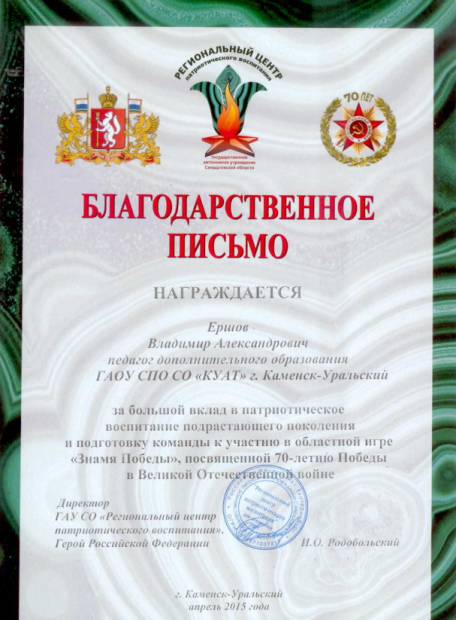 РЕГИОНАЛЬНЫЙ ЦЕНТР
патриотического воспитания
70 ЛЕТ
государственное
автономное учреждение
Свердловской области
БЛАГОДАРСТВЕННОЕ
ПИСЬМО
НАГРАЖДАЕТСЯ
Ершов
Владимир Александрович
педагог дополнительного образования
ГАОУ СПО СО «КУАТ» г. Каменск-Уральский
за большой вклад в патриотическое
воспитание подрастающего поколения
и подготовку команды к участию в областной игре
«Знамя Победы», посвященной 70-летию Победы
в Великой Отечественной войне
Директор
ГАУ СО «Региональный центр
патриотического воспитания»,
Герой Российской Федерации
И.О. Родобольский
г. Каменск-Уральский
апрель 2015 года